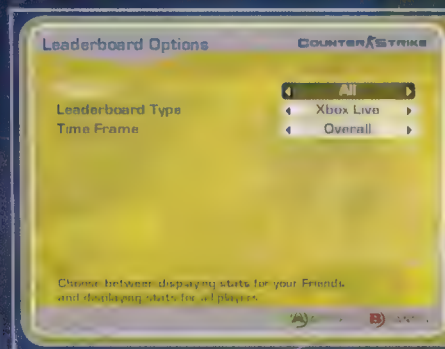 Leaderboard Options
COUNTER STRIKE
All
Leaderboard Type Xbox Live
Time Frame Overall
Choose between displaying stats for your Friends
and displaying stats for all players
A
B